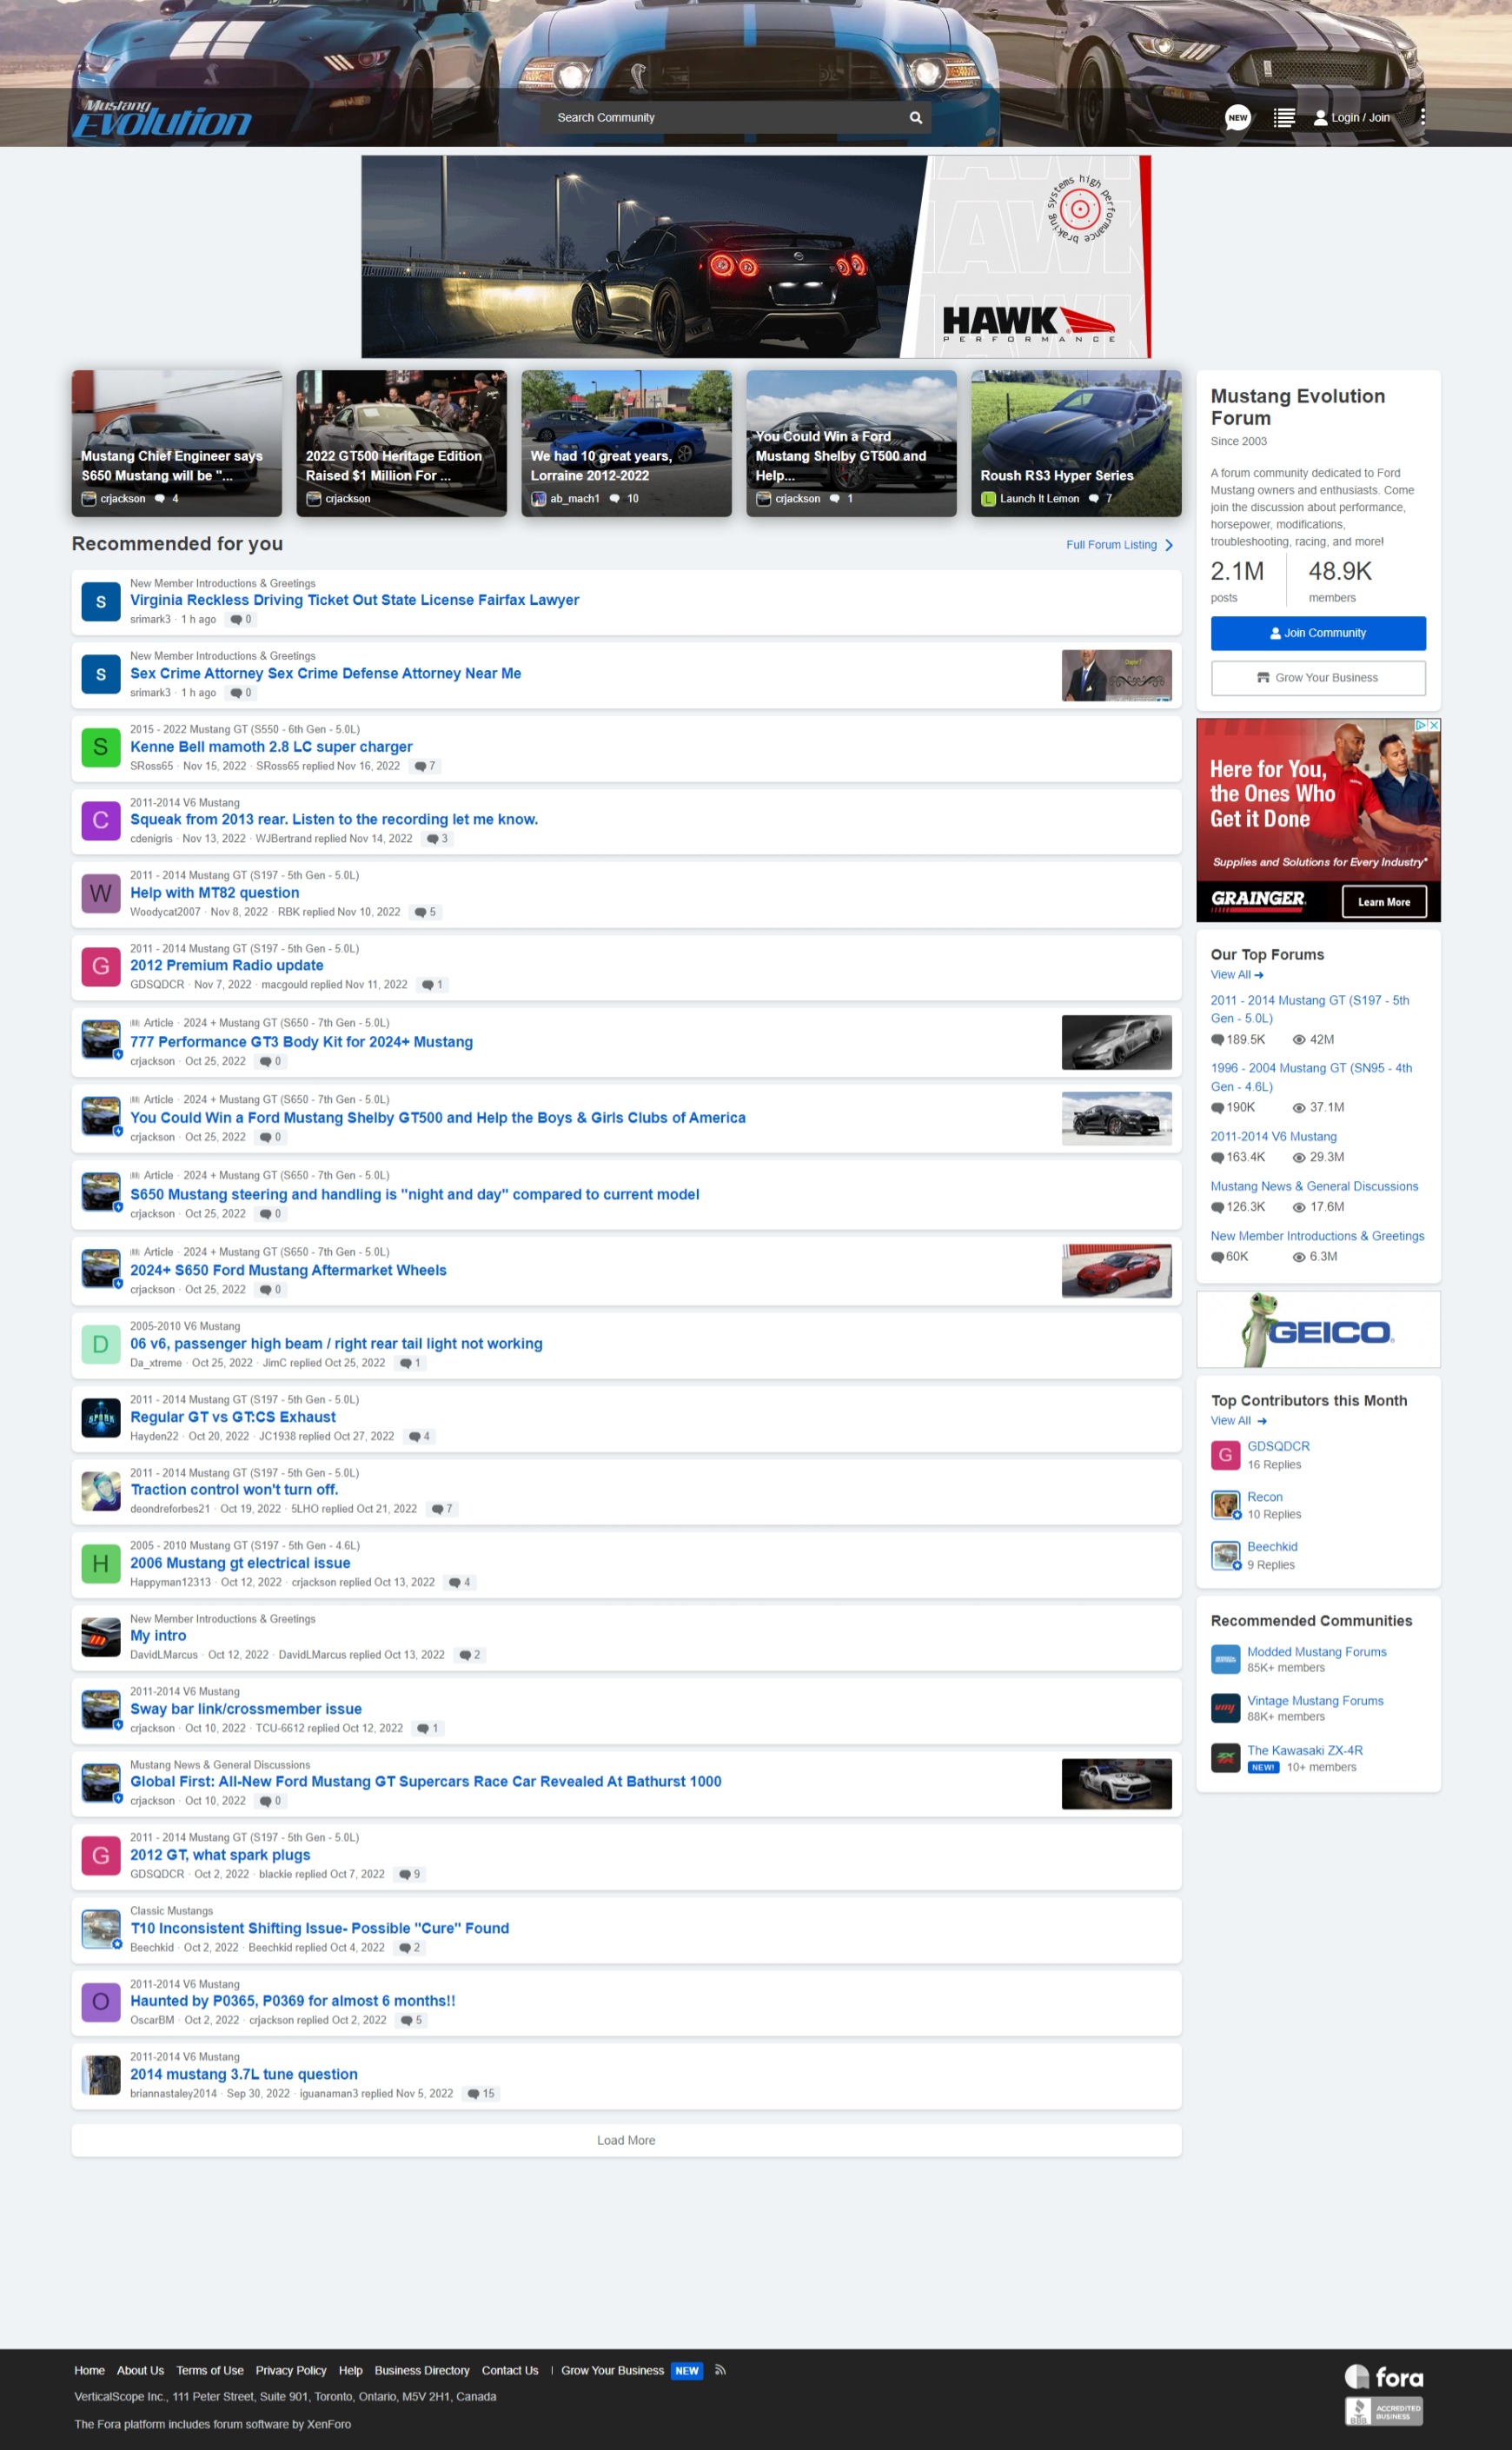 Mustang
Evolution
Search Community
NEW
Login / Join
systems high performance braking
HAWK
PERFORMANCE
Mustang Chief Engineer says
S650 Mustang will be "...
crjackson 4
2022 GT500 Heritage Edition
Raised $1 Million For ...
crjackson
We had 10 great years,
Lorraine 2012-2022
ab_mach1 10
You Could Win a Ford
Mustang Shelby GT500 and
Help...
crjackson 1
Roush RS3 Hyper Series
L Launch It Lemon 7
Recommended for you
Full Forum Listing
New Member Introductions & Greetings
S
Virginia Reckless Driving Ticket Out State License Fairfax Lawyer
srimark3 · 1 h ago 0
New Member Introductions & Greetings
S
Sex Crime Attorney Sex Crime Defense Attorney Near Me
srimark3 · 1 h ago 0
2015 - 2022 Mustang GT (S550 - 6th Gen - 5.0L)
S
Kenne Bell mamoth 2.8 LC super charger
SRoss65 · Nov 15, 2022 · SRoss65 replied Nov 16, 2022 7
2011-2014 V6 Mustang
C
Squeak from 2013 rear. Listen to the recording let me know.
cdenigris · Nov 13, 2022 · WJBertrand replied Nov 14, 2022 3
2011 - 2014 Mustang GT (S197 - 5th Gen - 5.0L)
W
Help with MT82 question
Woodycat2007 · Nov 8, 2022 · RBK replied Nov 10, 2022 5
2011 - 2014 Mustang GT (S197 - 5th Gen - 5.0L)
G
2012 Premium Radio update
GDSQDCR · Nov 7, 2022 · macgould replied Nov 11, 2022 1
Article · 2024 + Mustang GT (S650 - 7th Gen - 5.0L)
777 Performance GT3 Body Kit for 2024+ Mustang
crjackson · Oct 25, 2022 0
Article · 2024 + Mustang GT (S650 - 7th Gen - 5.0L)
You Could Win a Ford Mustang Shelby GT500 and Help the Boys & Girls Clubs of America
crjackson · Oct 25, 2022 0
Article · 2024 + Mustang GT (S650 - 7th Gen - 5.0L)
S650 Mustang steering and handling is "night and day" compared to current model
crjackson · Oct 25, 2022 0
Article · 2024 + Mustang GT (S650 - 7th Gen - 5.0L)
2024+ S650 Ford Mustang Aftermarket Wheels
crjackson · Oct 25, 2022 0
2005-2010 V6 Mustang
D
06 v6, passenger high beam / right rear tail light not working
Da_xtreme · Oct 25, 2022 · JimC replied Oct 25, 2022 1
2011 - 2014 Mustang GT (S197 - 5th Gen - 5.0L)
Regular GT vs GT:CS Exhaust
Hayden22 · Oct 20, 2022 · JC1938 replied Oct 27, 2022 4
2011 - 2014 Mustang GT (S197 - 5th Gen - 5.0L)
Traction control won't turn off.
deondreforbes21 · Oct 19, 2022 · 5LHO replied Oct 21, 2022 7
2005 - 2010 Mustang GT (S197 - 5th Gen - 4.6L)
H
2006 Mustang gt electrical issue
Happyman12313 · Oct 12, 2022 · crjackson replied Oct 13, 2022 4
New Member Introductions & Greetings
My intro
DavidLMarcus · Oct 12, 2022 · DavidLMarcus replied Oct 13, 2022 2
2011-2014 V6 Mustang
Sway bar link/crossmember issue
crjackson · Oct 10, 2022 · TCU-6612 replied Oct 12, 2022 1
Mustang News & General Discussions
Global First: All-New Ford Mustang GT Supercars Race Car Revealed At Bathurst 1000
crjackson · Oct 10, 2022 0
2011 - 2014 Mustang GT (S197 - 5th Gen - 5.0L)
G
2012 GT, what spark plugs
GDSQDCR · Oct 2, 2022 · blackie replied Oct 7, 2022 9
Classic Mustangs
T10 Inconsistent Shifting Issue- Possible "Cure" Found
Beechkid · Oct 2, 2022 · Beechkid replied Oct 4, 2022 2
2011-2014 V6 Mustang
O
Haunted by P0365, P0369 for almost 6 months!!
OscarBM · Oct 2, 2022 · crjackson replied Oct 2, 2022 5
2011-2014 V6 Mustang
2014 mustang 3.7L tune question
briannastaley2014 · Sep 30, 2022 · iguanaman3 replied Nov 5, 2022 15
Load More
Mustang Evolution
Forum
Since 2003
A forum community dedicated to Ford
Mustang owners and enthusiasts. Come
join the discussion about performance,
horsepower, modifications,
troubleshooting, racing, and more!
2.1M 48.9K
posts members
Join Community
Grow Your Business
Here for You,
the Ones Who
Get it Done
Supplies and Solutions for Every Industry*
GRAINGER
Learn More
Our Top Forums
View All
2011 - 2014 Mustang GT (S197 - 5th
Gen - 5.0L)
189.5K 42M
1996 - 2004 Mustang GT (SN95 - 4th
Gen - 4.6L)
190K 37.1M
2011-2014 V6 Mustang
163.4K 29.3M
Mustang News & General Discussions
126.3K 17.6M
New Member Introductions & Greetings
60K 6.3M
GEICO
Top Contributors this Month
View All
G GDSQDCR
16 Replies
Recon
10 Replies
Beechkid
9 Replies
Recommended Communities
Modded Mustang Forums
85K+ members
vmf Vintage Mustang Forums
88K+ members
The Kawasaki ZX-4R
NEW! 10+ members
Home About Us Terms of Use Privacy Policy Help Business Directory Contact Us | Grow Your Business NEW
VerticalScope Inc., 111 Peter Street, Suite 901, Toronto, Ontario, M5V 2H1, Canada
The Fora platform includes forum software by XenForo
fora
BBB ACCREDITED
BUSINESS